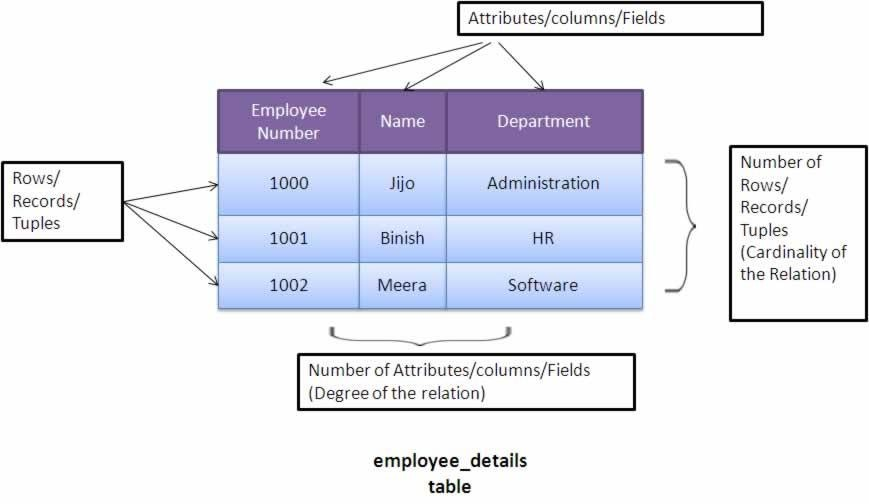 Attributes/columns/Fields
Employee
Number
Name
Department
Rows/
Records/
Tuples
1000
Jijo
Administration
1001
Binish
HR
1002
Meera
Software
Number of
Rows/
Records/
Tuples
(Cardinality of
the Relation)
Number of Attributes/columns/Fields
(Degree of the relation)
employee_details
table